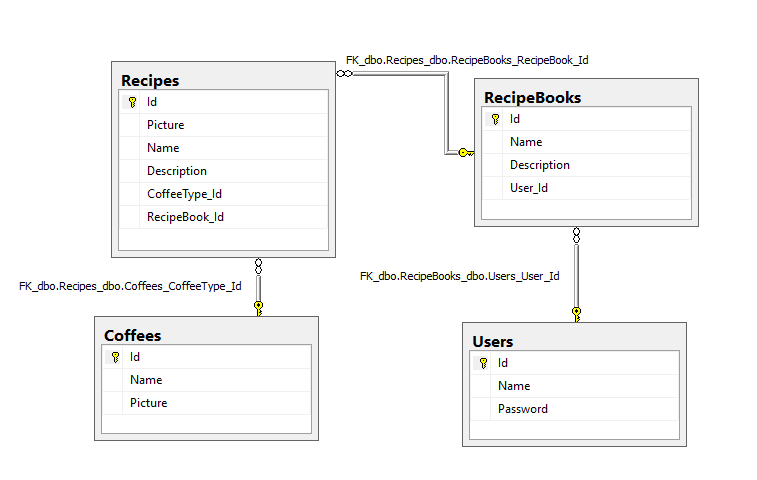 FK_dbo.Recipes_dbo.RecipeBooks_RecipeBook_Id
Recipes
Id
Picture
Name
Description
CoffeeType_Id
RecipeBook_Id
RecipeBooks
Id
Name
Description
User_Id
FK_dbo.Recipes_dbo.Coffees_CoffeeType_Id
FK_dbo.RecipeBooks_dbo.Users_User_Id
Coffees
Id
Name
Picture
Users
Id
Name
Password